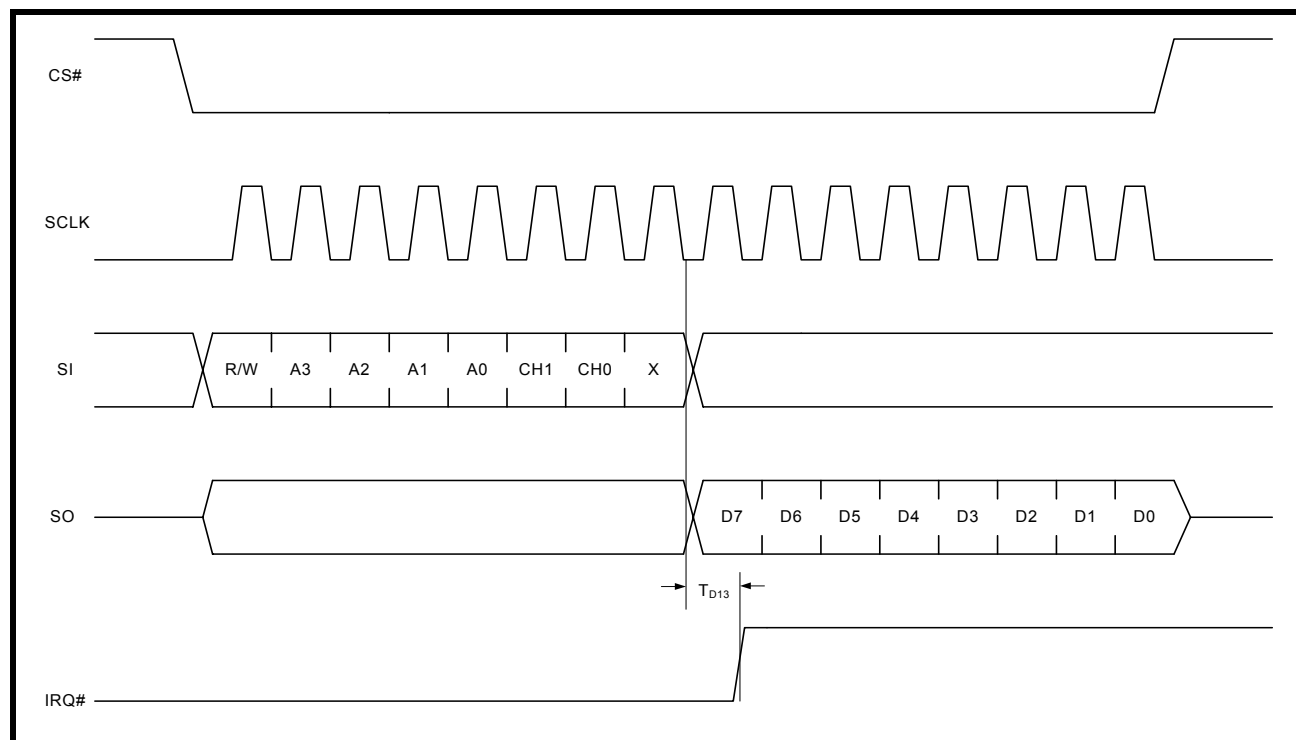 CS#
SCLK
SI
R/W A3 A2 A1 A0 CH1 CH0 X
SO
D7 D6 D5 D4 D3 D2 D1 D0
TD13
IRQ#